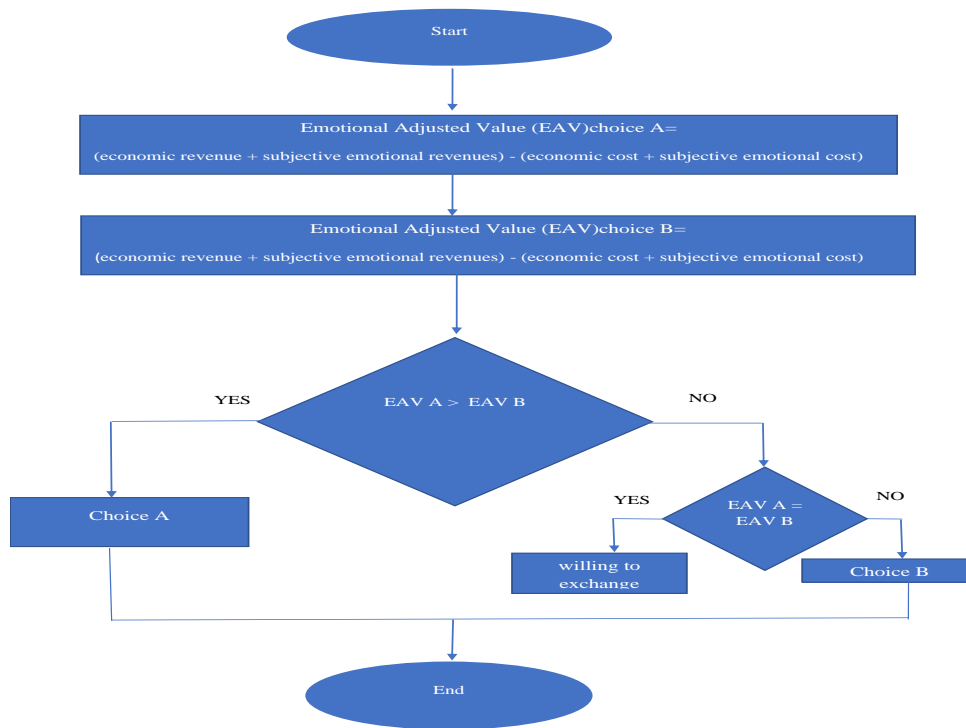 Start
Emotional Adjusted Value (EAV)choice A=
(economic revenue + subjective emotional revenues) - (economic cost + subjective emotional cost)
Emotional Adjusted Value (EAV)choice B=
(economic revenue + subjective emotional revenues) - (economic cost + subjective emotional cost)
EAV A > EAV B
YES
NO
Choice A
EAV A =
EAV B
YES
NO
willing to
exchange
Choice B
End